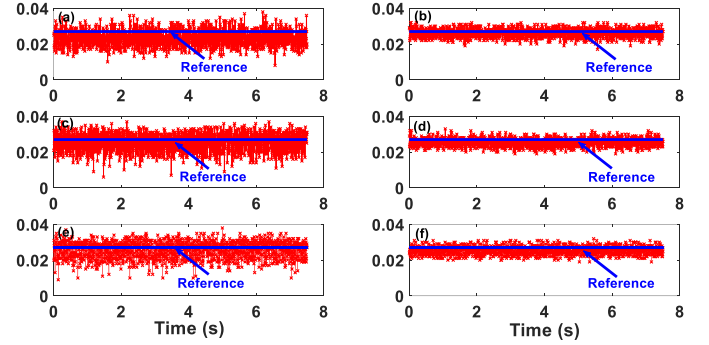 0.04 (a) 0.04 (b)
0.02 0.02
Reference Reference
0 0
0 2 4 6 8 0 2 4 6 8
0.04 (c) 0.04 (d)
0.02 0.02
Reference Reference
0 0
0 2 4 6 8 0 2 4 6 8
0.04 (e) 0.04 (f)
0.02 0.02
Reference Reference
0 0
0 2 4 6 8 0 2 4 6 8
Time (s) Time (s)